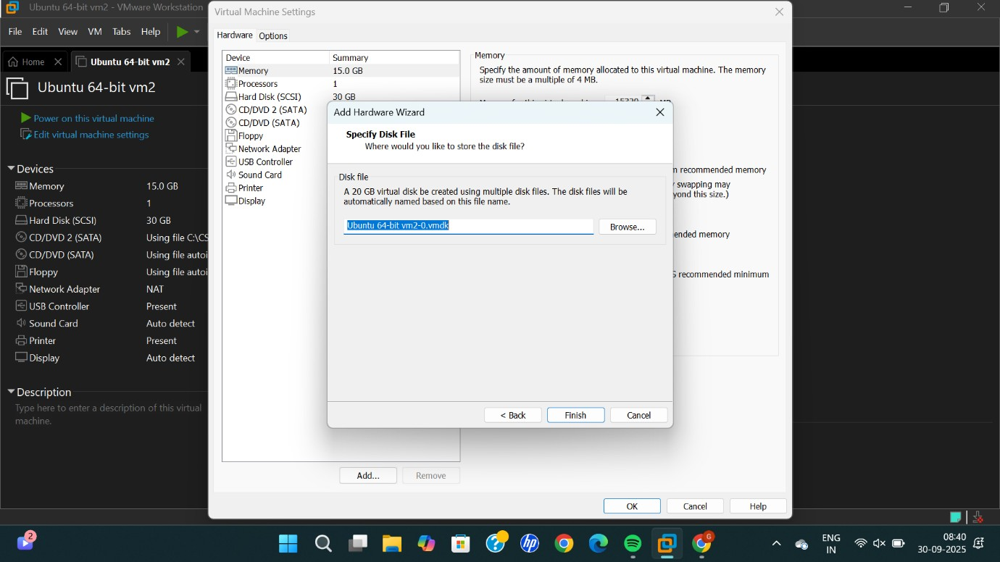 Ubuntu 64-bit vm2 - VMware Workstation
File Edit View VM Tabs Help
Home
Ubuntu 64-bit vm2
Ubuntu 64-bit vm2
Power on this virtual machine
Edit virtual machine settings
Devices
Memory 15.0 GB
Processors 1
Hard Disk (SCSI) 30 GB
CD/DVD 2 (SATA) Using file C:\CS
CD/DVD (SATA) Using file autoi
Floppy Using file autoi
Network Adapter NAT
USB Controller Present
Sound Card Auto detect
Printer Present
Display Auto detect
Description
Type here to enter a description of this virtual
machine.
Virtual Machine Settings
Hardware Options
Device Summary
Memory 15.0 GB
Processors 1
Hard Disk (SCSI) 30 GB
CD/DVD 2 (SATA)
CD/DVD (SATA)
Floppy
Network Adapter
USB Controller
Sound Card
Printer
Display
Add... Remove
Memory
Specify the amount of memory allocated to this virtual machine. The memory
size must be a multiple of 4 MB.
recommended memory
swapping may
yond this size.)
ended memory
S recommended minimum
Add Hardware Wizard
Specify Disk File
Where would you like to store the disk file?
Disk file
A 20 GB virtual disk be created using multiple disk files. The disk files will be
automatically named based on this file name.
Ubuntu 64-bit vm2-0.vmdk
Browse...
< Back Finish Cancel
OK Cancel Help
2
G
ENG
IN
08:40
30-09-2025